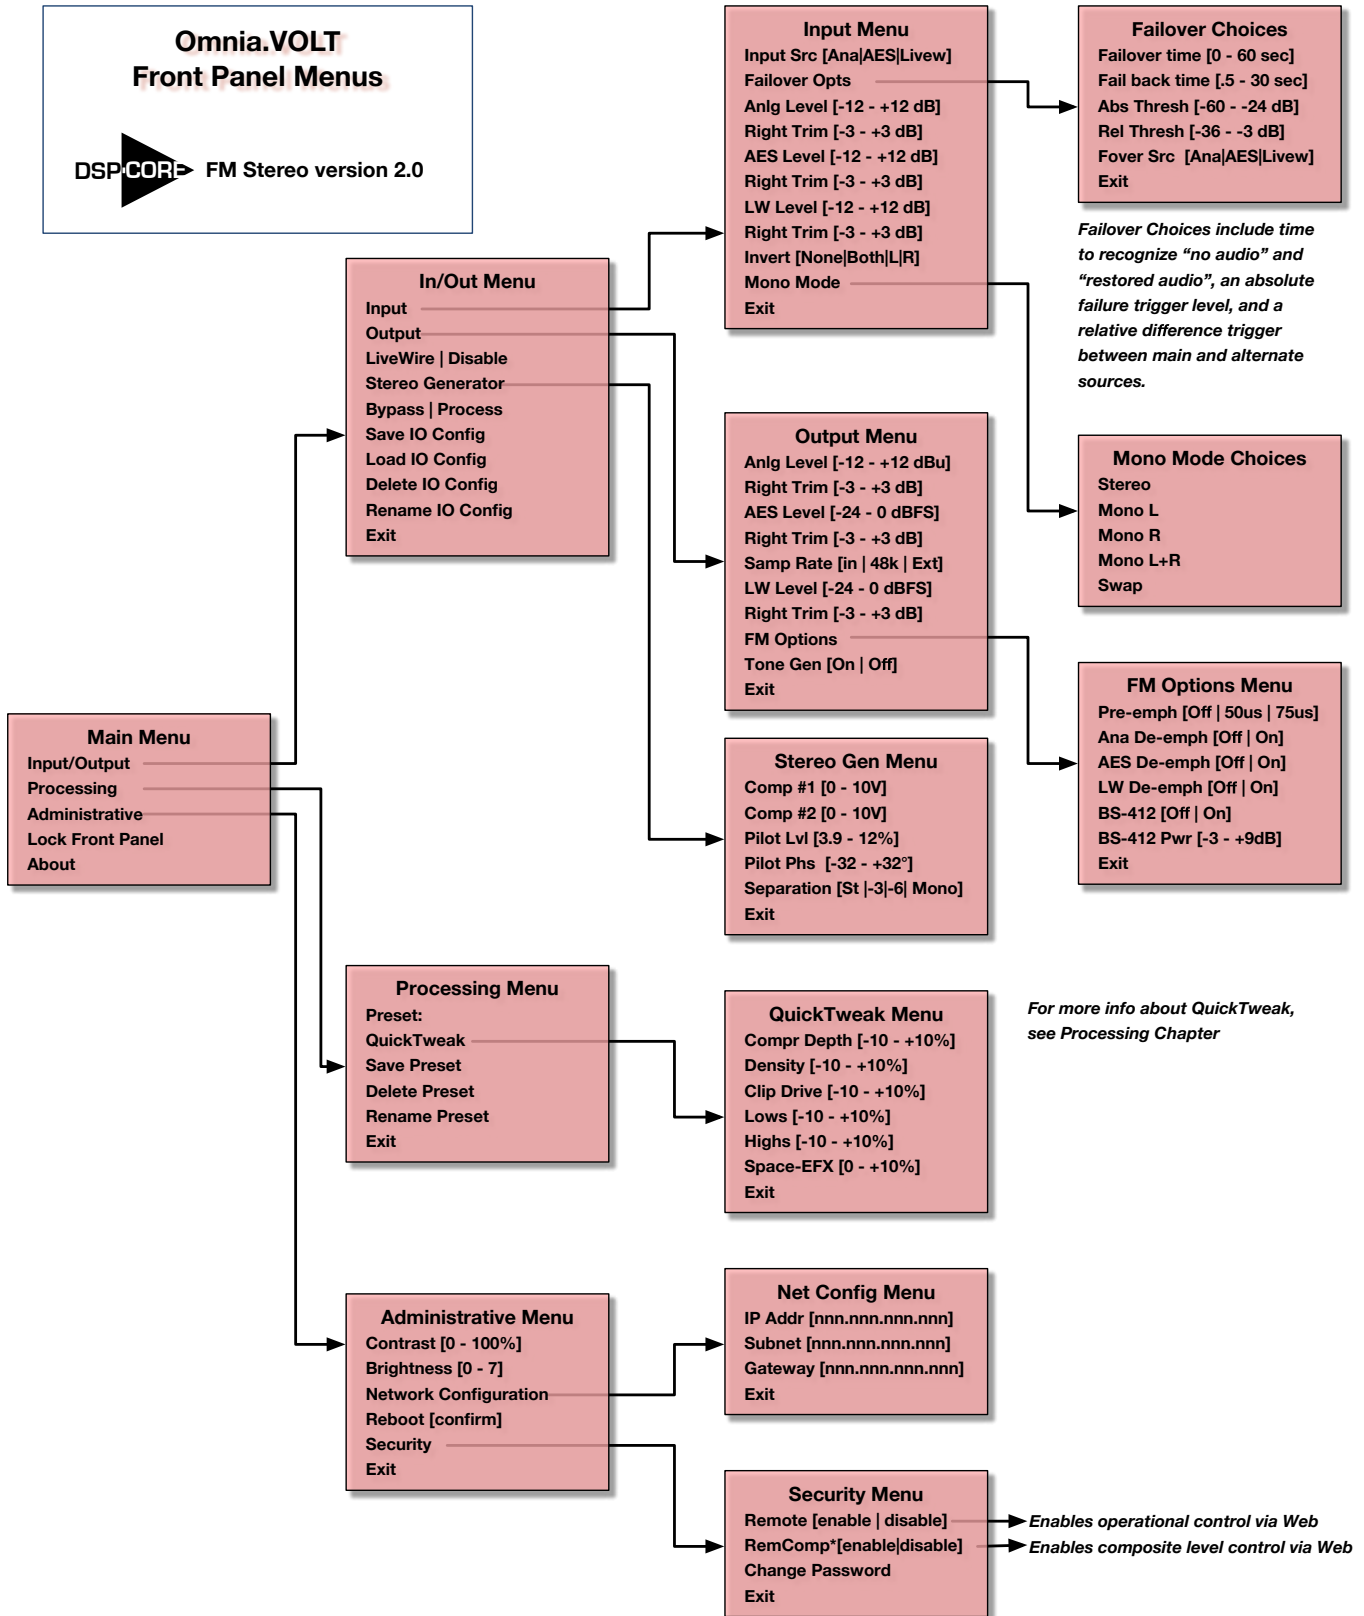 Omnia.VOLT
Front Panel Menus
DSP-CORE FM Stereo version 2.0
Main Menu
Input/Output
Processing
Administrative
Lock Front Panel
About
In/Out Menu
Input
Output
LiveWire | Disable
Stereo Generator
Bypass | Process
Save IO Config
Load IO Config
Delete IO Config
Rename IO Config
Exit
Processing Menu
Preset:
QuickTweak
Save Preset
Delete Preset
Rename Preset
Exit
Administrative Menu
Contrast [0 - 100%]
Brightness [0 - 7]
Network Configuration
Reboot [confirm]
Security
Exit
Input Menu
Input Src [Ana|AES|Livew]
Failover Opts
Anlg Level [-12 - +12 dB]
Right Trim [-3 - +3 dB]
AES Level [-12 - +12 dB]
Right Trim [-3 - +3 dB]
LW Level [-12 - +12 dB]
Right Trim [-3 - +3 dB]
Invert [None|Both|L|R]
Mono Mode
Exit
Output Menu
Anlg Level [-12 - +12 dBu]
Right Trim [-3 - +3 dB]
AES Level [-24 - 0 dBFS]
Right Trim [-3 - +3 dB]
Samp Rate [in | 48k | Ext]
LW Level [-24 - 0 dBFS]
Right Trim [-3 - +3 dB]
FM Options
Tone Gen [On | Off]
Exit
Stereo Gen Menu
Comp #1 [0 - 10V]
Comp #2 [0 - 10V]
Pilot Lvl [3.9 - 12%]
Pilot Phs  [-32 - +32°]
Separation [St |-3|-6| Mono]
Exit
QuickTweak Menu
Compr Depth [-10 - +10%]
Density [-10 - +10%]
Clip Drive [-10 - +10%]
Lows [-10 - +10%]
Highs [-10 - +10%]
Space-EFX [0 - +10%]
Exit
Net Config Menu
IP Addr [nnn.nnn.nnn.nnn]
Subnet [nnn.nnn.nnn.nnn]
Gateway [nnn.nnn.nnn.nnn]
Exit
Security Menu
Remote [enable | disable]
RemComp*[enable|disable]
Change Password
Exit
Failover Choices
Failover time [0 - 60 sec]
Fail back time [.5 - 30 sec]
Abs Thresh [-60 - -24 dB]
Rel Thresh [-36 - -3 dB]
Fover Src  [Ana|AES|Livew]
Exit
Failover Choices include time
to recognize “no audio” and
“restored audio”, an absolute
failure trigger level, and a
relative difference trigger
between main and alternate
sources.
Mono Mode Choices
Stereo
Mono L
Mono R
Mono L+R
Swap
FM Options Menu
Pre-emph [Off | 50us | 75us]
Ana De-emph [Off | On]
AES De-emph [Off | On]
LW De-emph [Off | On]
BS-412 [Off | On]
BS-412 Pwr [-3 - +9dB]
Exit
For more info about QuickTweak,
see Processing Chapter
Enables operational control via Web
Enables composite level control via Web